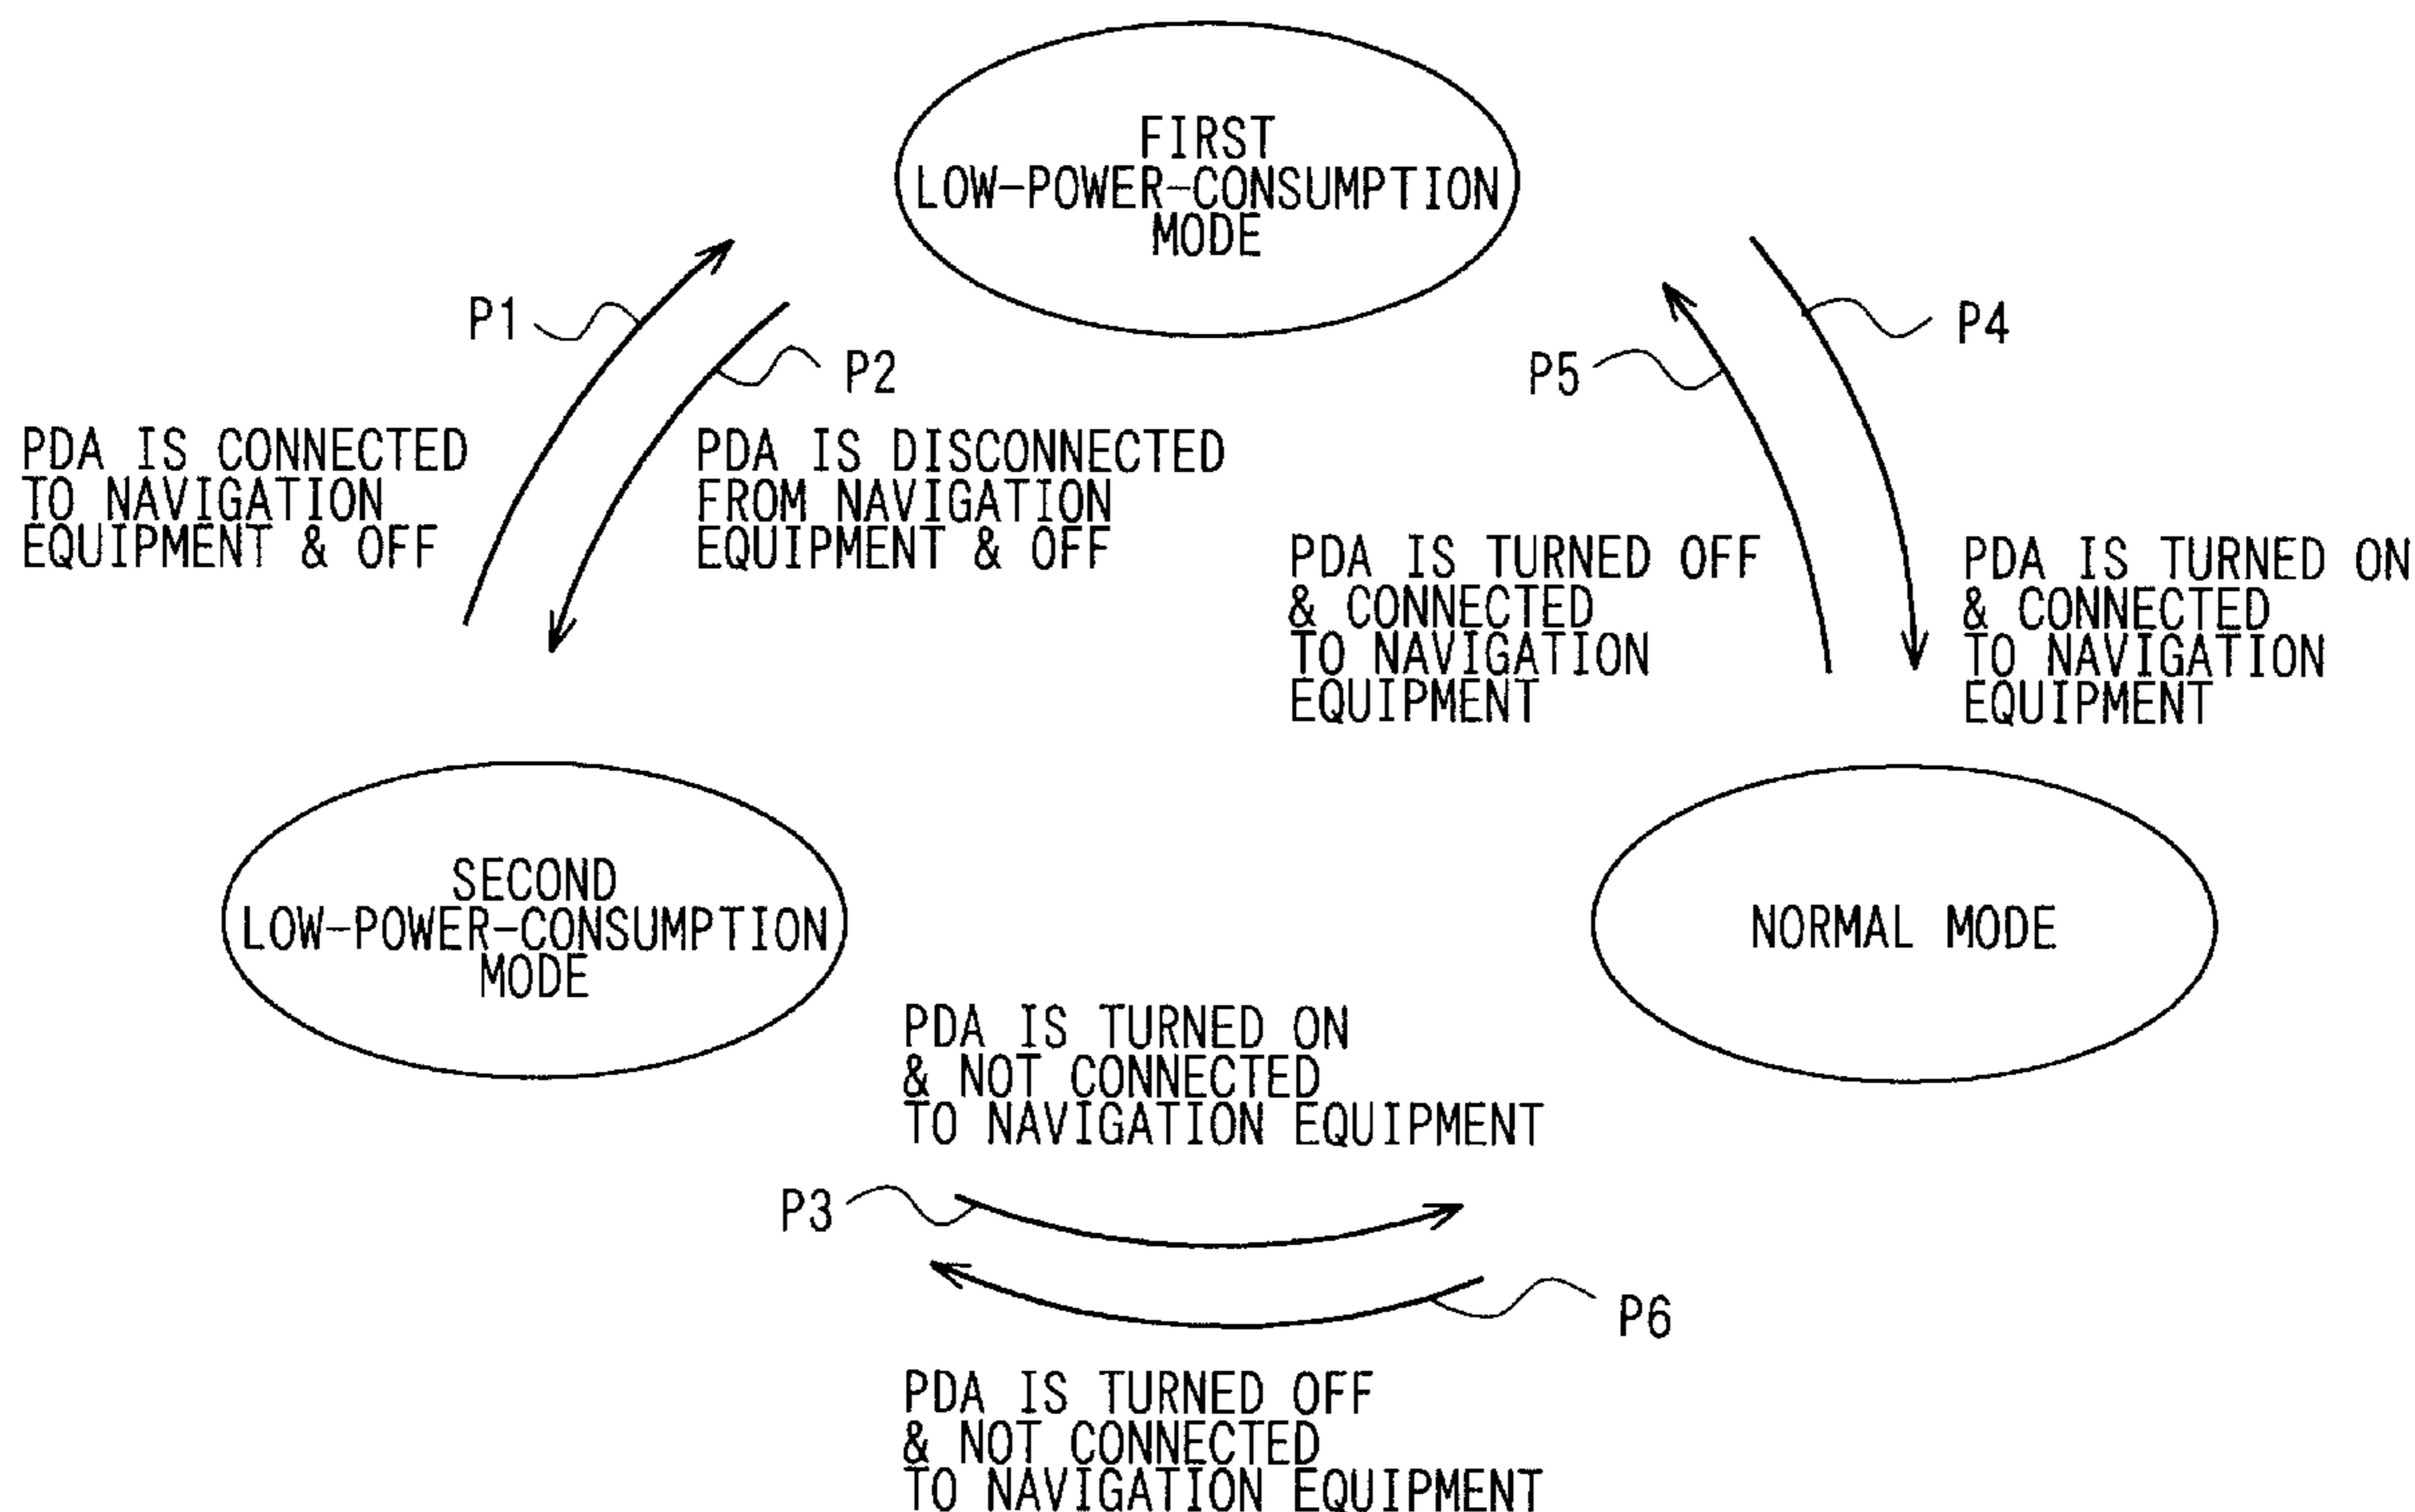 FIRST
LOW-POWER-CONSUMPTION
MODE
P1
P2
P4
P5
PDA IS CONNECTED
TO NAVIGATION
EQUIPMENT & OFF
PDA IS DISCONNECTED
FROM NAVIGATION
EQUIPMENT & OFF
PDA IS TURNED OFF
& CONNECTED
TO NAVIGATION
EQUIPMENT
PDA IS TURNED ON
& CONNECTED
TO NAVIGATION
EQUIPMENT
SECOND
LOW-POWER-CONSUMPTION
MODE
NORMAL MODE
PDA IS TURNED ON
& NOT CONNECTED
TO NAVIGATION EQUIPMENT
P3
P6
PDA IS TURNED OFF
& NOT CONNECTED
TO NAVIGATION EQUIPMENT